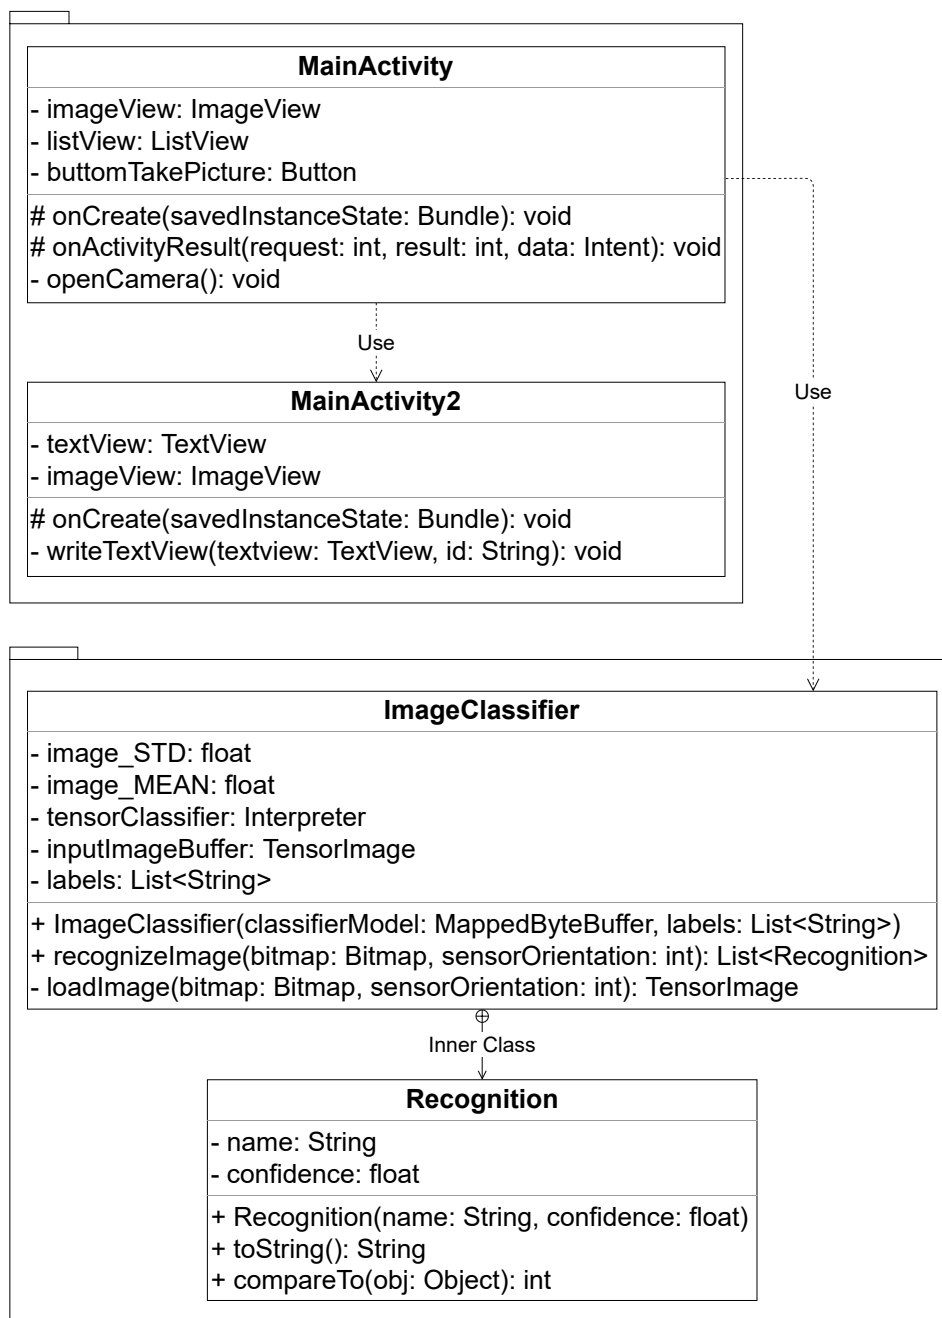 MainActivity
- imageView: ImageView
- listView: ListView
- buttomTakePicture: Button
# onCreate(savedInstanceState: Bundle): void
# onActivityResult(request: int, result: int, data: Intent): void
- openCamera(): void
Use
MainActivity2
- textView: TextView
- imageView: ImageView
# onCreate(savedInstanceState: Bundle): void
- writeTextView(textview: TextView, id: String): void
Use
ImageClassifier
- image_STD: float
- image_MEAN: float
- tensorClassifier: Interpreter
- inputImageBuffer: TensorImage
- labels: List<String>
+ ImageClassifier(classifierModel: MappedByteBuffer, labels: List<String>)
+ recognizeImage(bitmap: Bitmap, sensorOrientation: int): List<Recognition>
- loadImage(bitmap: Bitmap, sensorOrientation: int): TensorImage
Inner Class
Recognition
- name: String
- confidence: float
+ Recognition(name: String, confidence: float)
+ toString(): String
+ compareTo(obj: Object): int